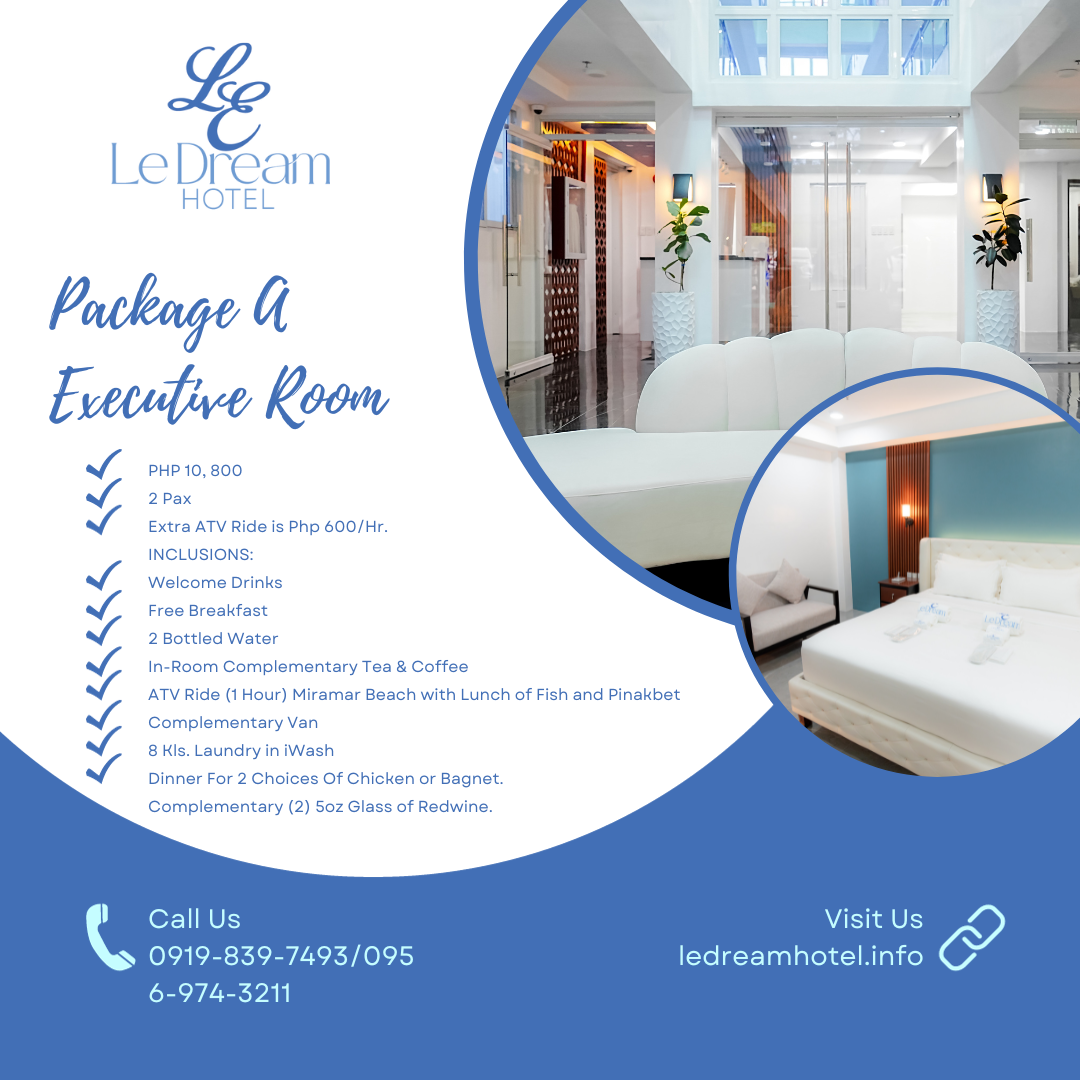 LE
Le Dream
HOTEL
Package A
Executive Room
PHP 10, 800
2 Pax
Extra ATV Ride is Php 600/Hr.
INCLUSIONS:
Welcome Drinks
Free Breakfast
2 Bottled Water
In-Room Complementary Tea & Coffee
ATV Ride (1 Hour) Miramar Beach with Lunch of Fish and Pinakbet
Complementary Van
8 Kls. Laundry in iWash
Dinner For 2 Choices Of Chicken or Bagnet.
Complementary (2) 5oz Glass of Redwine.
Call Us
0919-839-7493/095
6-974-3211
Visit Us
ledreamhotel.info